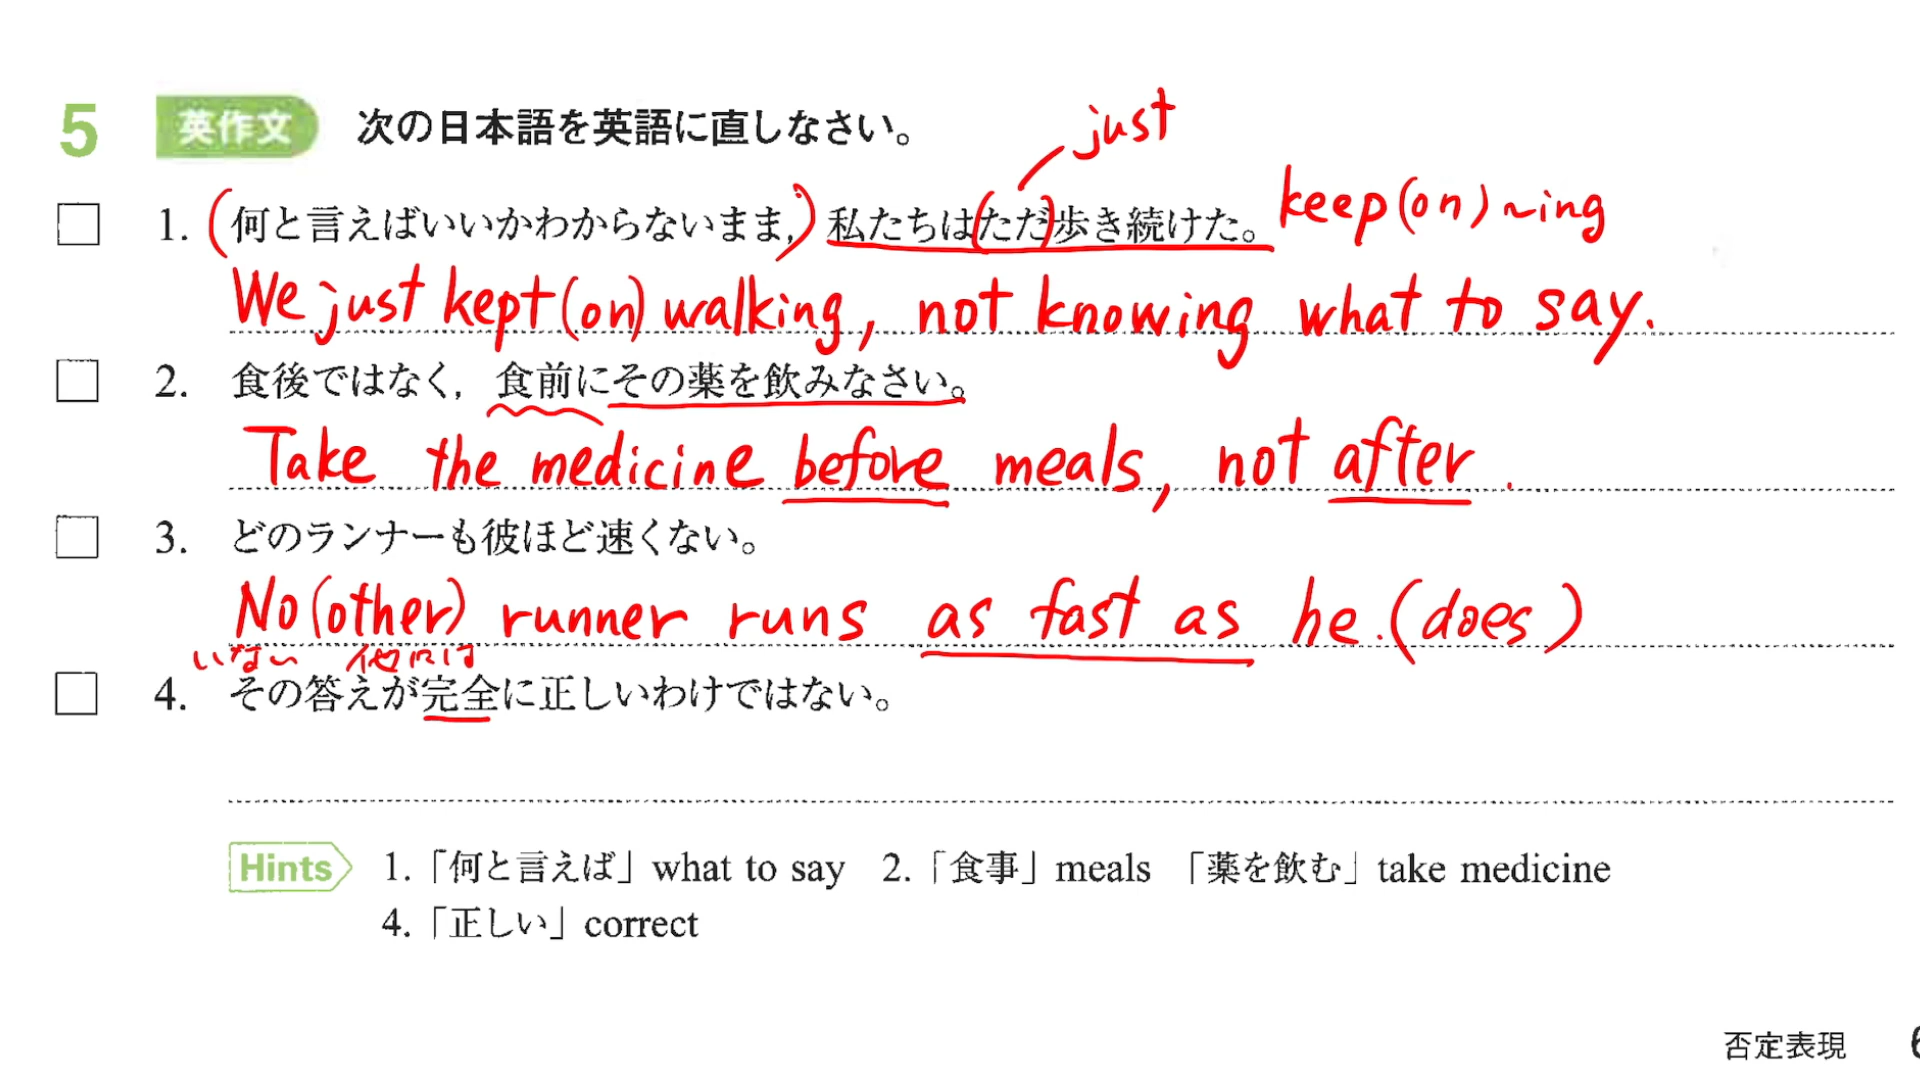 5 英作文 次の日本語を英語に直しなさい。
just
1. (何と言えばいいかわからないまま,) 私たちは(ただ)歩き続けた。 keep(on)~ing
We just kept(on) walking, not knowing what to say.
2. 食後ではなく, 食前にその薬を飲みなさい。
Take the medicine before meals, not after.
3. どのランナーも彼ほど速くない。
No(other) runner runs as fast as he.(does)
いない 他には
4. その答えが完全に正しいわけではない。
Hints 1.「何と言えば」what to say 2.「食事」meals 「薬を飲む」take medicine
4.「正しい」correct
否定表現